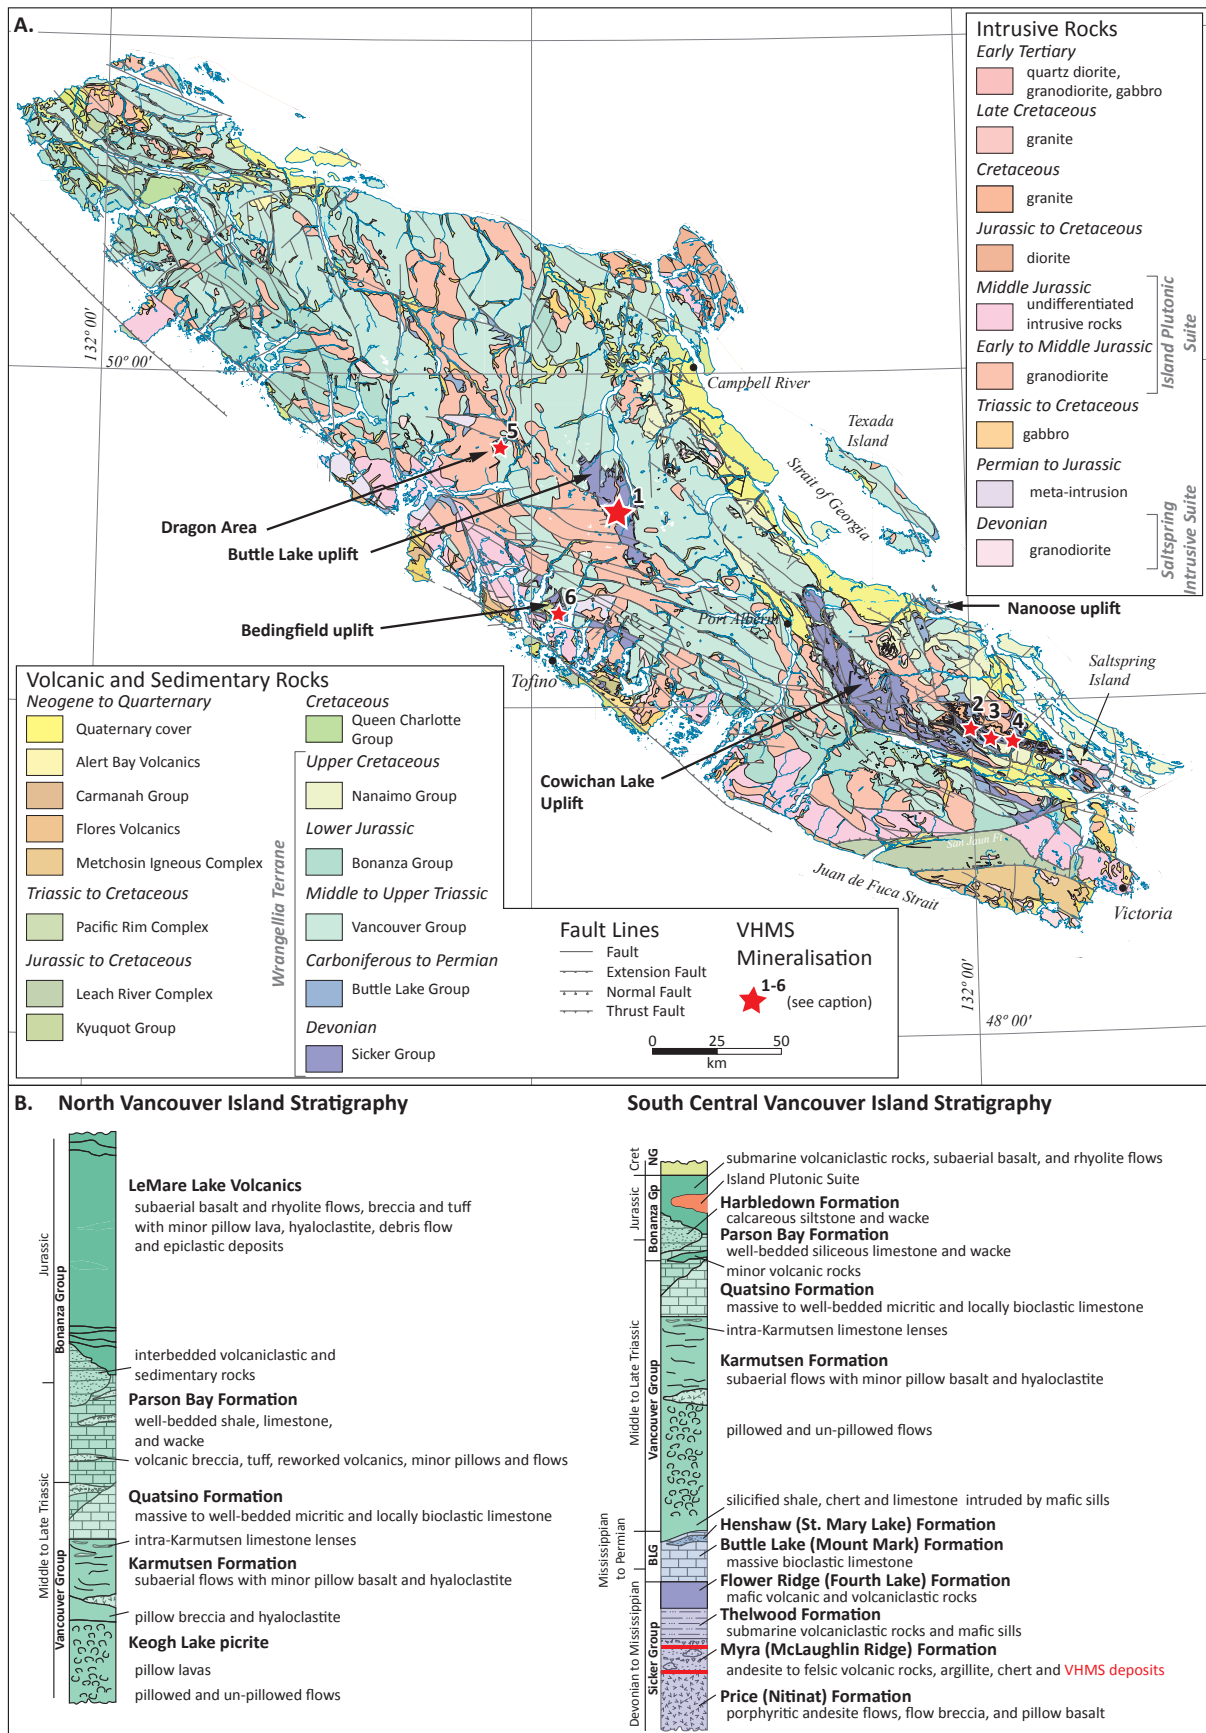 A.
Intrusive Rocks
Early Tertiary
quartz diorite,
granodiorite, gabbro
Late Cretaceous
granite
Cretaceous
granite
Jurassic to Cretaceous
diorite
Middle Jurassic
undifferentiated
intrusive rocks
Early to Middle Jurassic
granodiorite
Island Plutonic
Suite
Triassic to Cretaceous
gabbro
Permian to Jurassic
meta-intrusion
Devonian
granodiorite
Saltspring
Intrusive Suite
132° 00'
50° 00'
Campbell River
Texada
Island
Strait of Georgia
5
1
Dragon Area
Buttle Lake uplift
6
Bedingfield uplift
Port Alberni
Nanoose uplift
Tofino
Saltspring
Island
2
3
4
Cowichan Lake
Uplift
San Juan F
Juan de Fuca Strait
Victoria
132° 00'
48° 00'
Volcanic and Sedimentary Rocks
Neogene to Quarternary
Quaternary cover
Alert Bay Volcanics
Carmanah Group
Flores Volcanics
Metchosin Igneous Complex
Triassic to Cretaceous
Pacific Rim Complex
Jurassic to Cretaceous
Leach River Complex
Kyuquot Group
Cretaceous
Queen Charlotte
Group
Upper Cretaceous
Nanaimo Group
Lower Jurassic
Bonanza Group
Middle to Upper Triassic
Vancouver Group
Carboniferous to Permian
Buttle Lake Group
Devonian
Sicker Group
Wrangellia Terrane
Fault Lines
Fault
Extension Fault
Normal Fault
Thrust Fault
VHMS
Mineralisation
1-6
(see caption)
0 25 50
km
B. North Vancouver Island Stratigraphy
Jurassic
Bonanza Group
Middle to Late Triassic
Vancouver Group
LeMare Lake Volcanics
subaerial basalt and rhyolite flows, breccia and tuff
with minor pillow lava, hyaloclastite, debris flow
and epiclastic deposits
interbedded volcaniclastic and
sedimentary rocks
Parson Bay Formation
well-bedded shale, limestone,
and wacke
volcanic breccia, tuff, reworked volcanics, minor pillows and flows
Quatsino Formation
massive to well-bedded micritic and locally bioclastic limestone
intra-Karmutsen limestone lenses
Karmutsen Formation
subaerial flows with minor pillow basalt and hyaloclastite
pillow breccia and hyaloclastite
Keogh Lake picrite
pillow lavas
pillowed and un-pillowed flows
South Central Vancouver Island Stratigraphy
Cret
NG
Jurassic
Bonanza Gp
Middle to Late Triassic
Vancouver Group
Mississippian
to Permian
BLG
Devonian to Mississippian
Sicker Group
submarine volcaniclastic rocks, subaerial basalt, and rhyolite flows
Island Plutonic Suite
Harbledown Formation
calcareous siltstone and wacke
Parson Bay Formation
well-bedded siliceous limestone and wacke
minor volcanic rocks
Quatsino Formation
massive to well-bedded micritic and locally bioclastic limestone
intra-Karmutsen limestone lenses
Karmutsen Formation
subaerial flows with minor pillow basalt and hyaloclastite
pillowed and un-pillowed flows
silicified shale, chert and limestone intruded by mafic sills
Henshaw (St. Mary Lake) Formation
Buttle Lake (Mount Mark) Formation
massive bioclastic limestone
Flower Ridge (Fourth Lake) Formation
mafic volcanic and volcaniclastic rocks
Thelwood Formation
submarine volcaniclastic rocks and mafic sills
Myra (McLaughlin Ridge) Formation
andesite to felsic volcanic rocks, argillite, chert and VHMS deposits
Price (Nitinat) Formation
porphyritic andesite flows, flow breccia, and pillow basalt